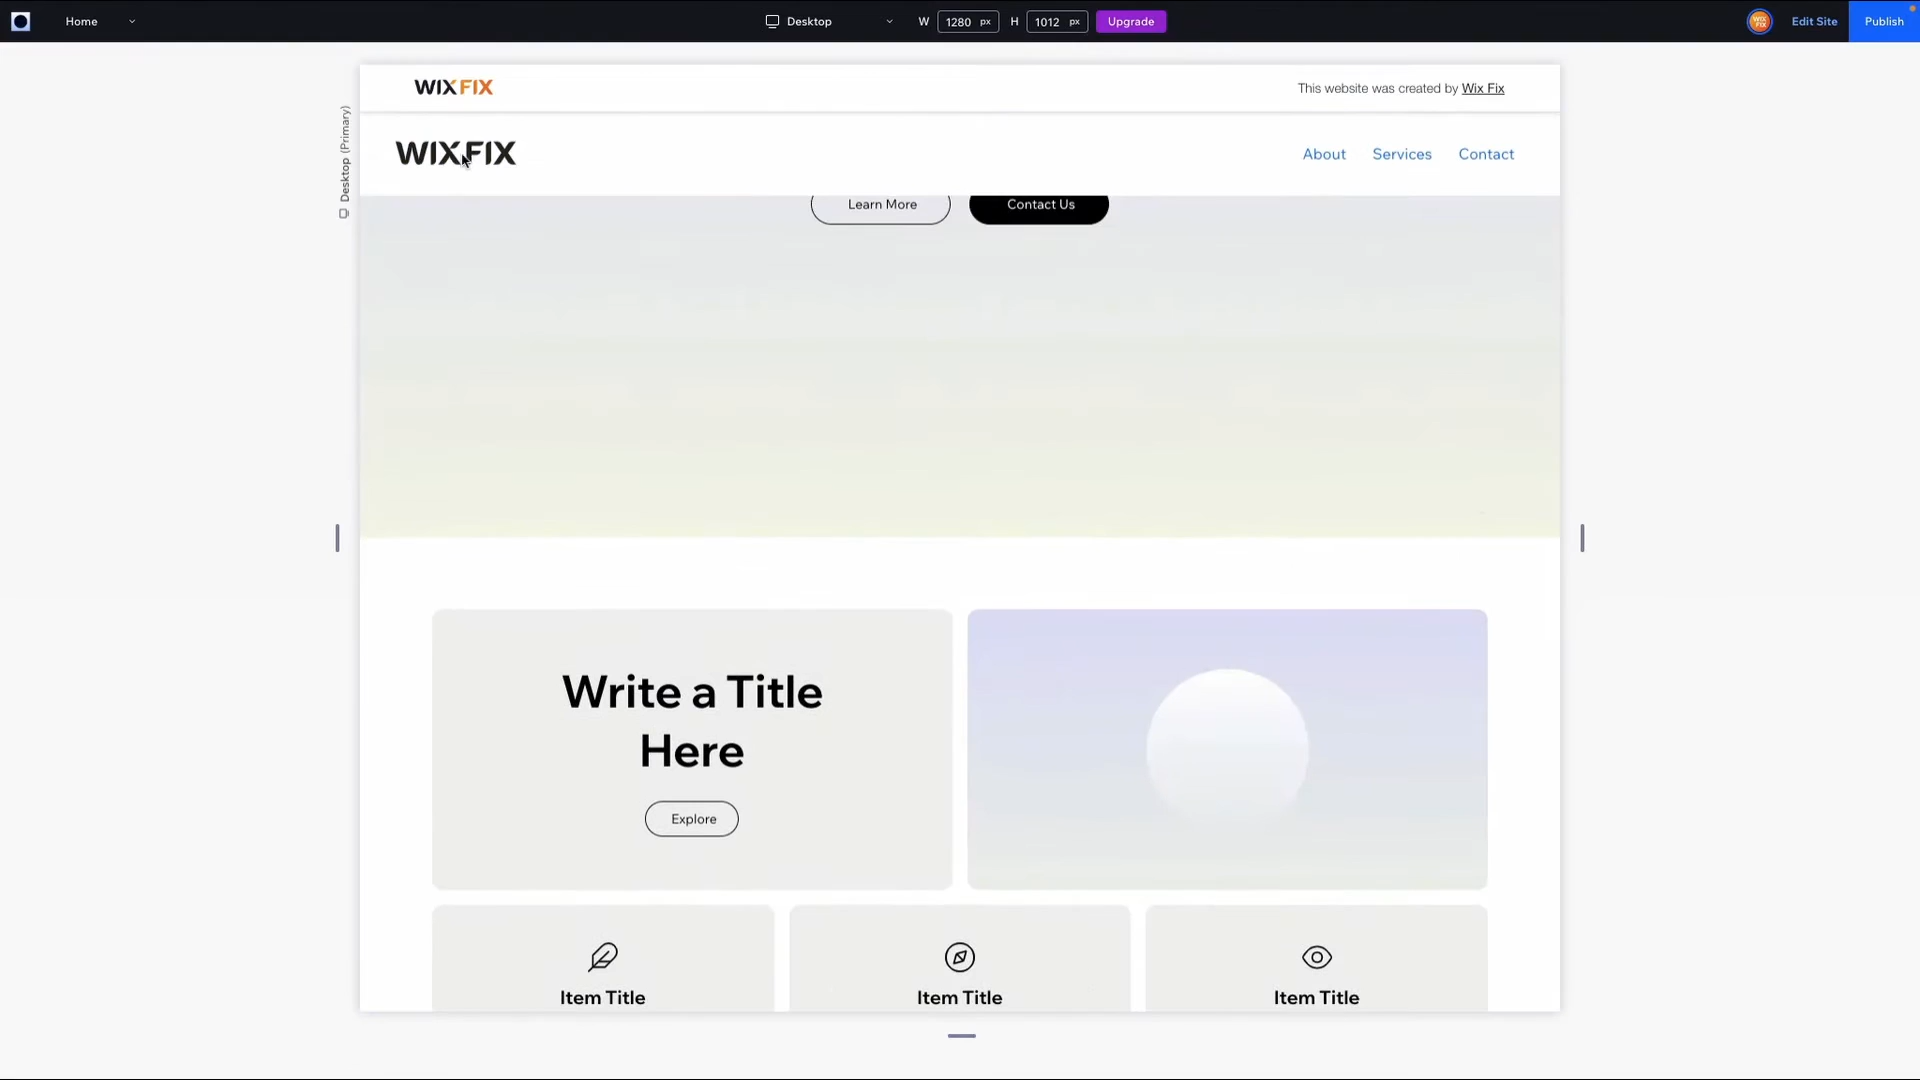 Home
Desktop
W 1280 px H 1012 px
Upgrade
WIX FIX
Edit Site
Publish
Desktop (Primary)
WIXFIX
This website was created by Wix Fix
WIXFIX
About
Services
Contact
Learn More
Contact Us
Write a Title
Here
Explore
Item Title
Item Title
Item Title